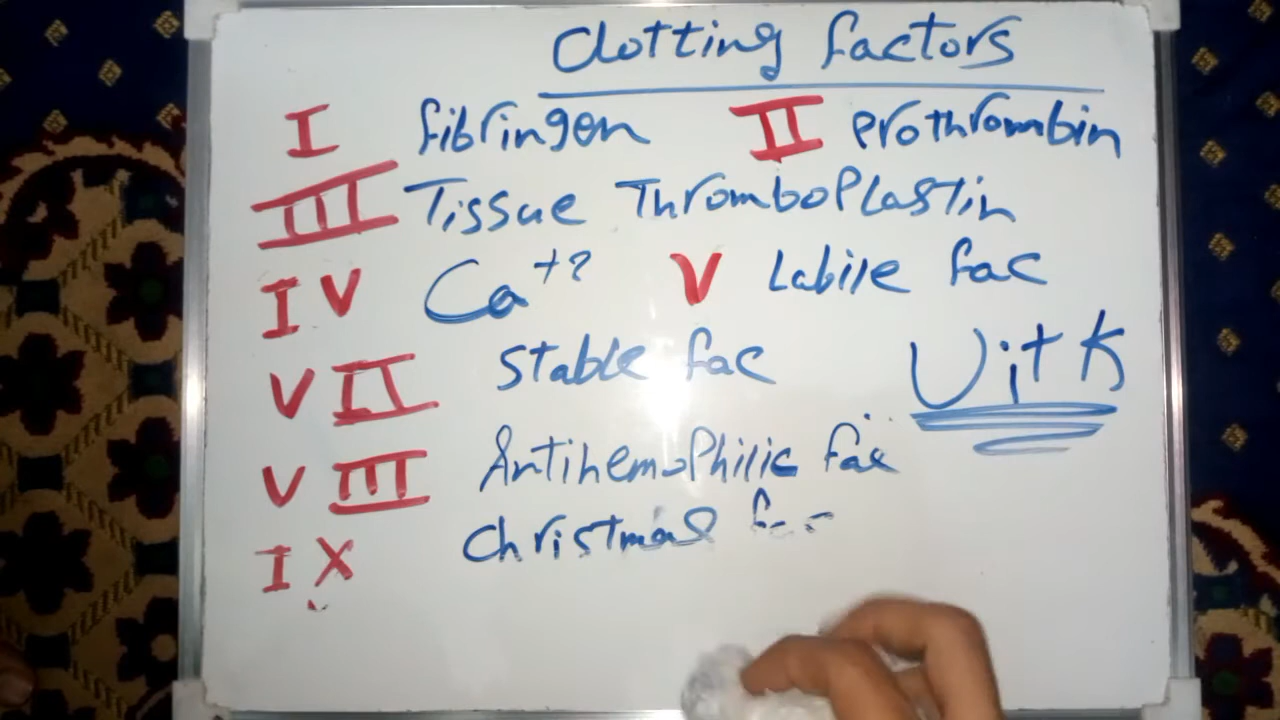 Clotting factors
I fibringen II prothrombin
III Tissue Thromboplastin
IV Ca+2 V Labile fac
VII stable fac Vit K
VIII Antihemophilic fac
IX christmas